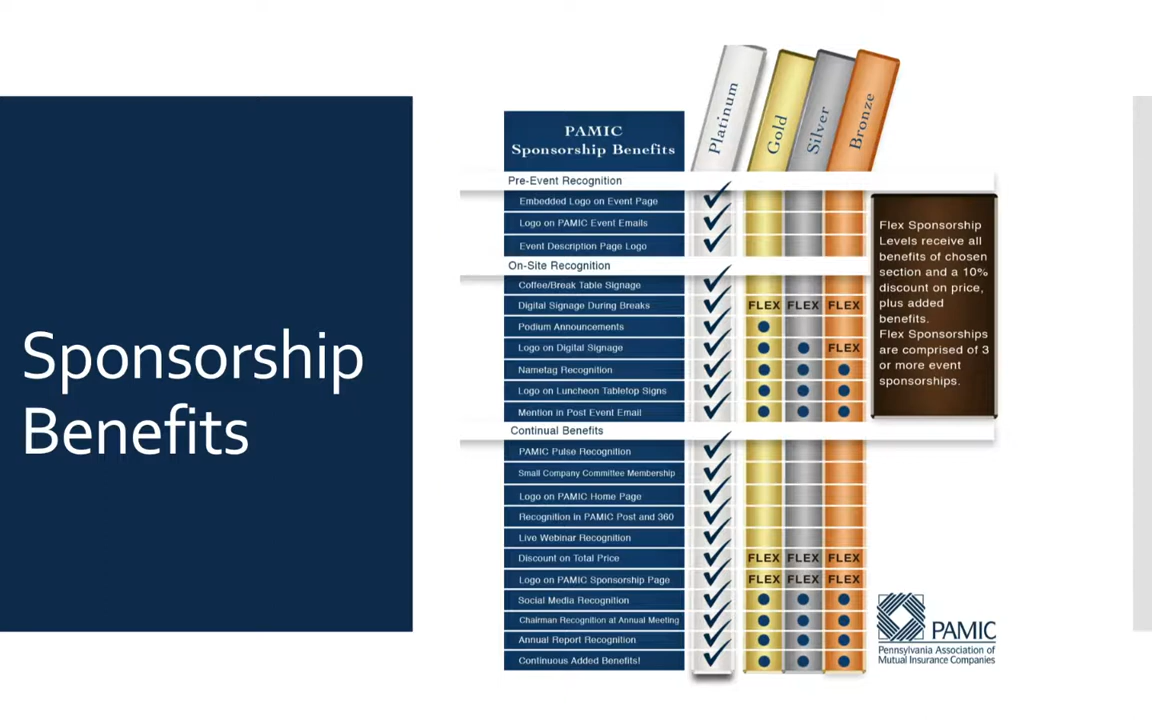 Sponsorship
Benefits
PAMIC
Sponsorship Benefits
Platinum
Gold
Silver
Bronze
Pre-Event Recognition
Embedded Logo on Event Page
Logo on PAMIC Event Emails
Event Description Page Logo
On-Site Recognition
Coffee/Break Table Signage
Digital Signage During Breaks FLEX FLEX FLEX
Podium Announcements
Logo on Digital Signage FLEX
Nametag Recognition
Logo on Luncheon Tabletop Signs
Mention in Post Event Email
Continual Benefits
PAMIC Pulse Recognition
Small Company Committee Membership
Logo on PAMIC Home Page
Recognition in PAMIC Post and 360
Live Webinar Recognition
Discount on Total Price FLEX FLEX FLEX
Logo on PAMIC Sponsorship Page FLEX FLEX FLEX
Social Media Recognition
Chairman Recognition at Annual Meeting
Annual Report Recognition
Continuous Added Benefits!
Flex Sponsorship
Levels receive all
benefits of chosen
section and a 10%
discount on price,
plus added
benefits.
Flex Sponsorships
are comprised of 3
or more event
sponsorships.
PAMIC
Pennsylvania Association of
Mutual Insurance Companies